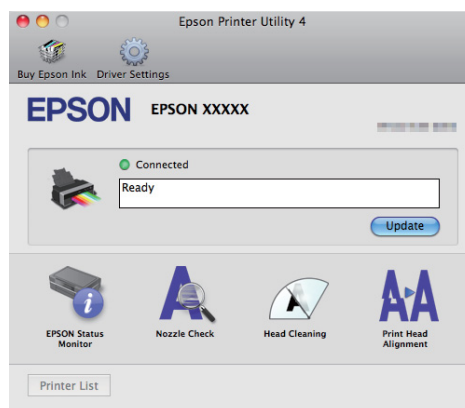 Epson Printer Utility 4
Buy Epson Ink Driver Settings
EPSON EPSON XXXXX
Connected
Ready
Update
EPSON Status Monitor
Nozzle Check
Head Cleaning
Print Head Alignment
Printer List